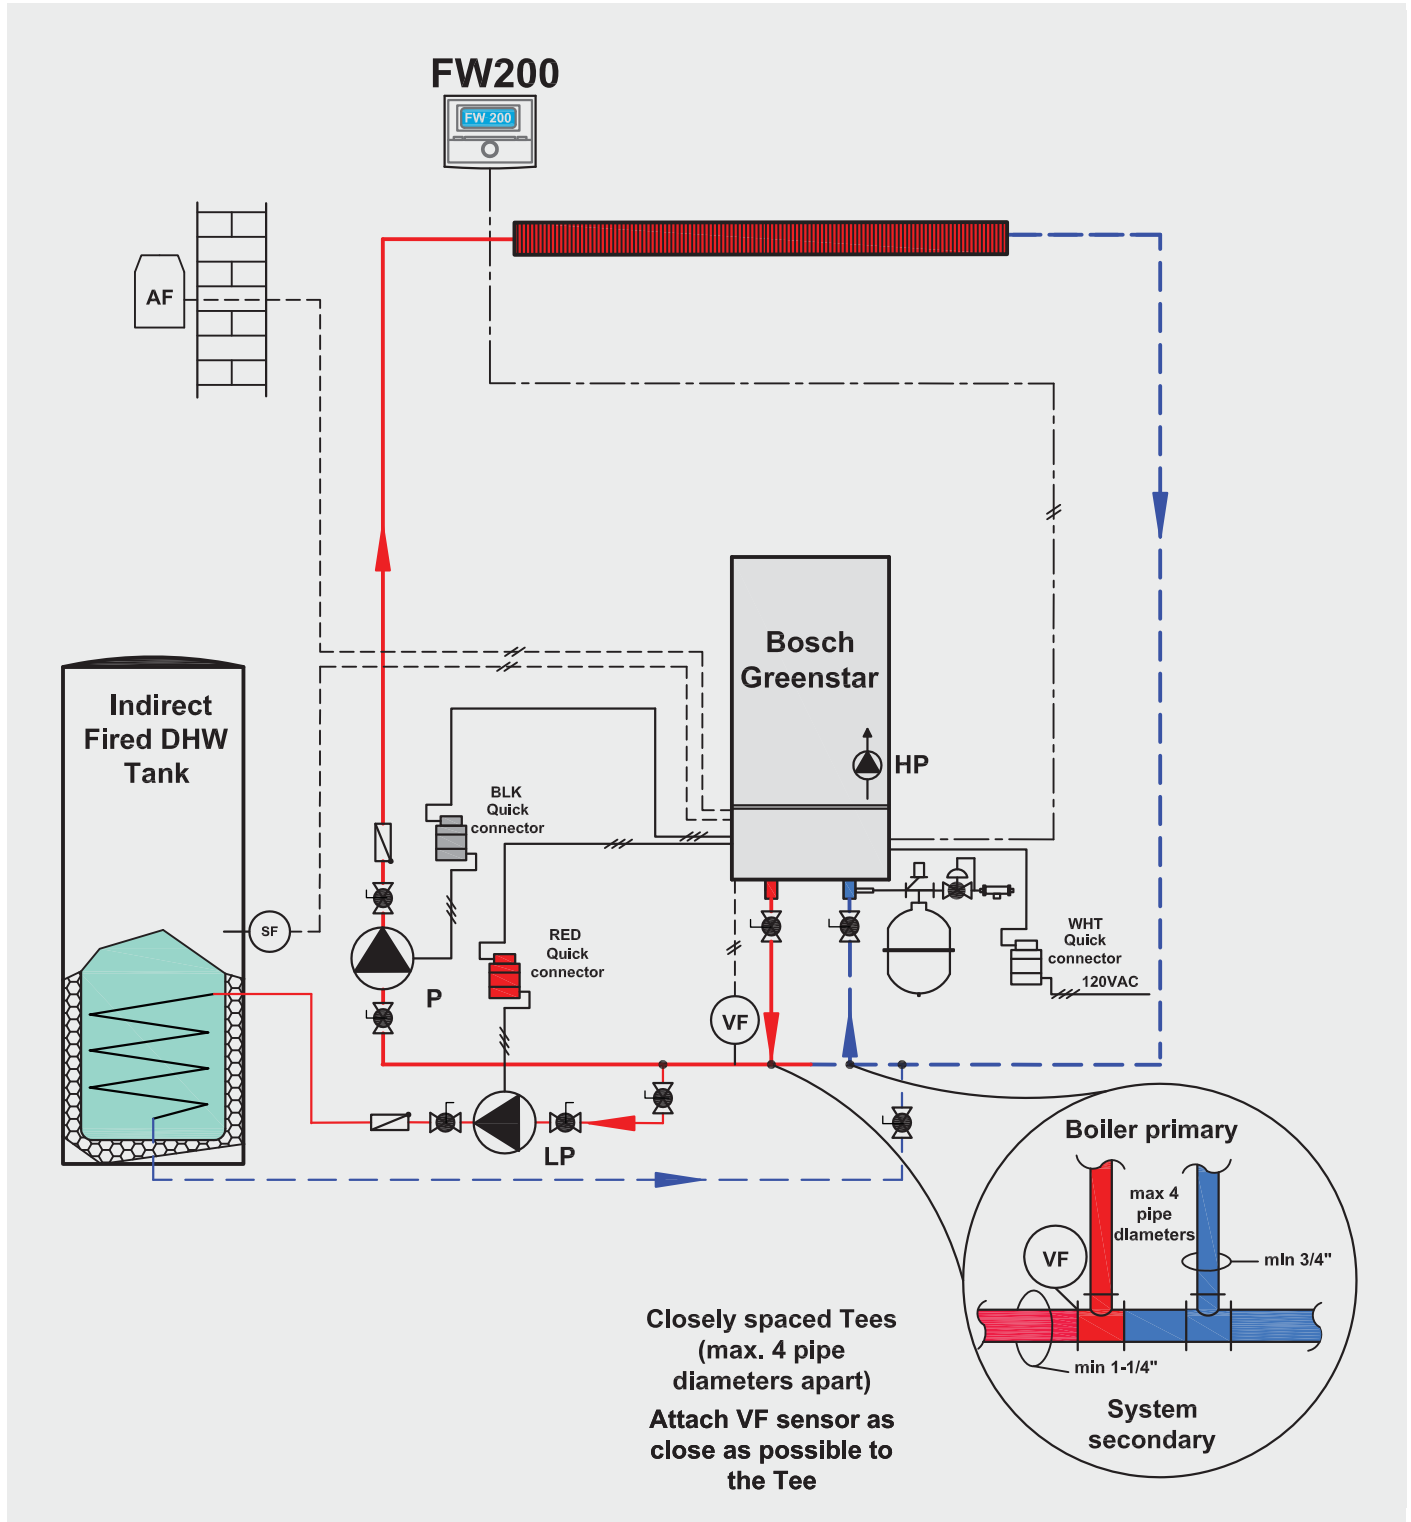 FW200
FW 200
AF
Bosch
Greenstar
HP
Indirect
Fired DHW
Tank
BLK
Quick
connector
SF
RED
Quick
connector
P
VF
WHT
Quick
connector
120VAC
LP
Boiler primary
max 4
pipe
dIameters
VF
mIn 3/4"
min 1-1/4"
System
secondary
Closely spaced Tees
(max. 4 pipe
diameters apart)
Attach VF sensor as
close as possible to
the Tee